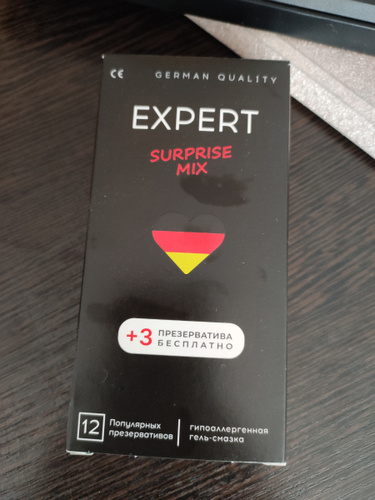 CE GERMAN QUALITY
EXPERT
SURPRISE
MIX
+3 ПРЕЗЕРВАТИВА
БЕСПЛАТНО
12 Популярных
презервативов
гипоаллергенная
гель-смазка